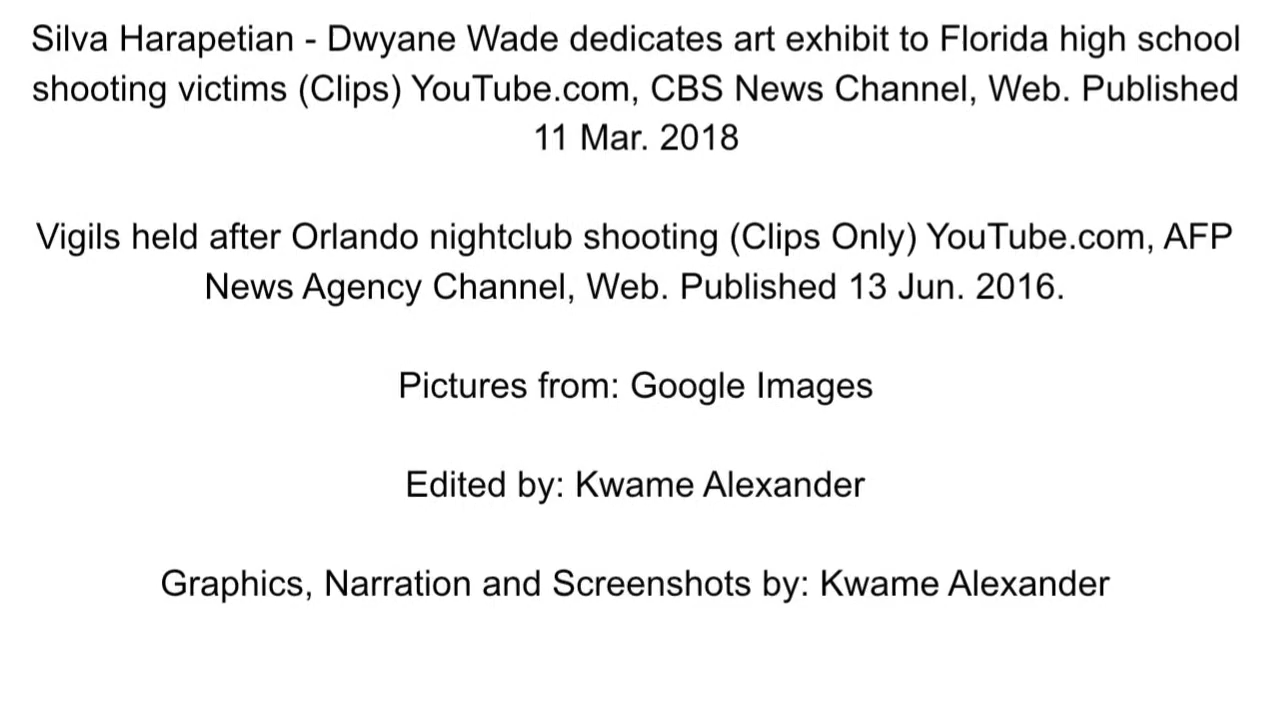 Silva Harapetian - Dwyane Wade dedicates art exhibit to Florida high school
shooting victims (Clips) YouTube.com, CBS News Channel, Web. Published
11 Mar. 2018
Vigils held after Orlando nightclub shooting (Clips Only) YouTube.com, AFP
News Agency Channel, Web. Published 13 Jun. 2016.
Pictures from: Google Images
Edited by: Kwame Alexander
Graphics, Narration and Screenshots by: Kwame Alexander